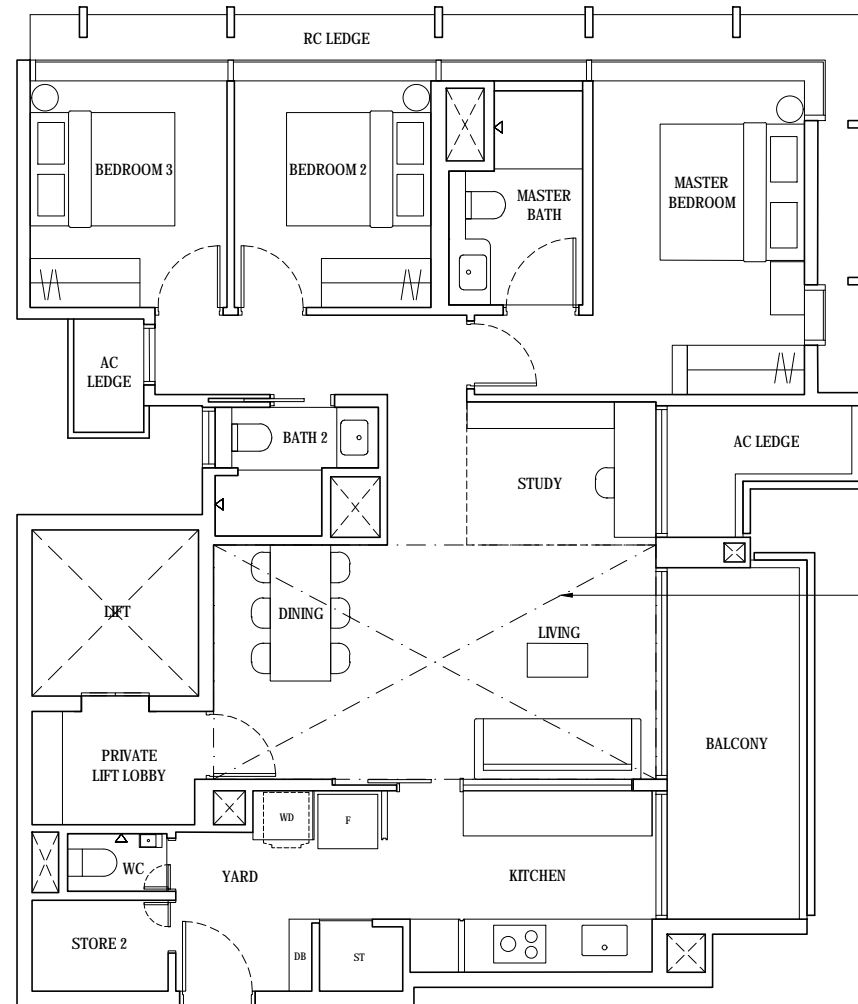 RC LEDGE
BEDROOM 3
BEDROOM 2
MASTER
BATH
MASTER
BEDROOM
AC
LEDGE
BATH 2
AC LEDGE
STUDY
LIFT
DINING
LIVING
PRIVATE
LIFT LOBBY
BALCONY
WD
F
WC
YARD
KITCHEN
STORE 2
DB
ST